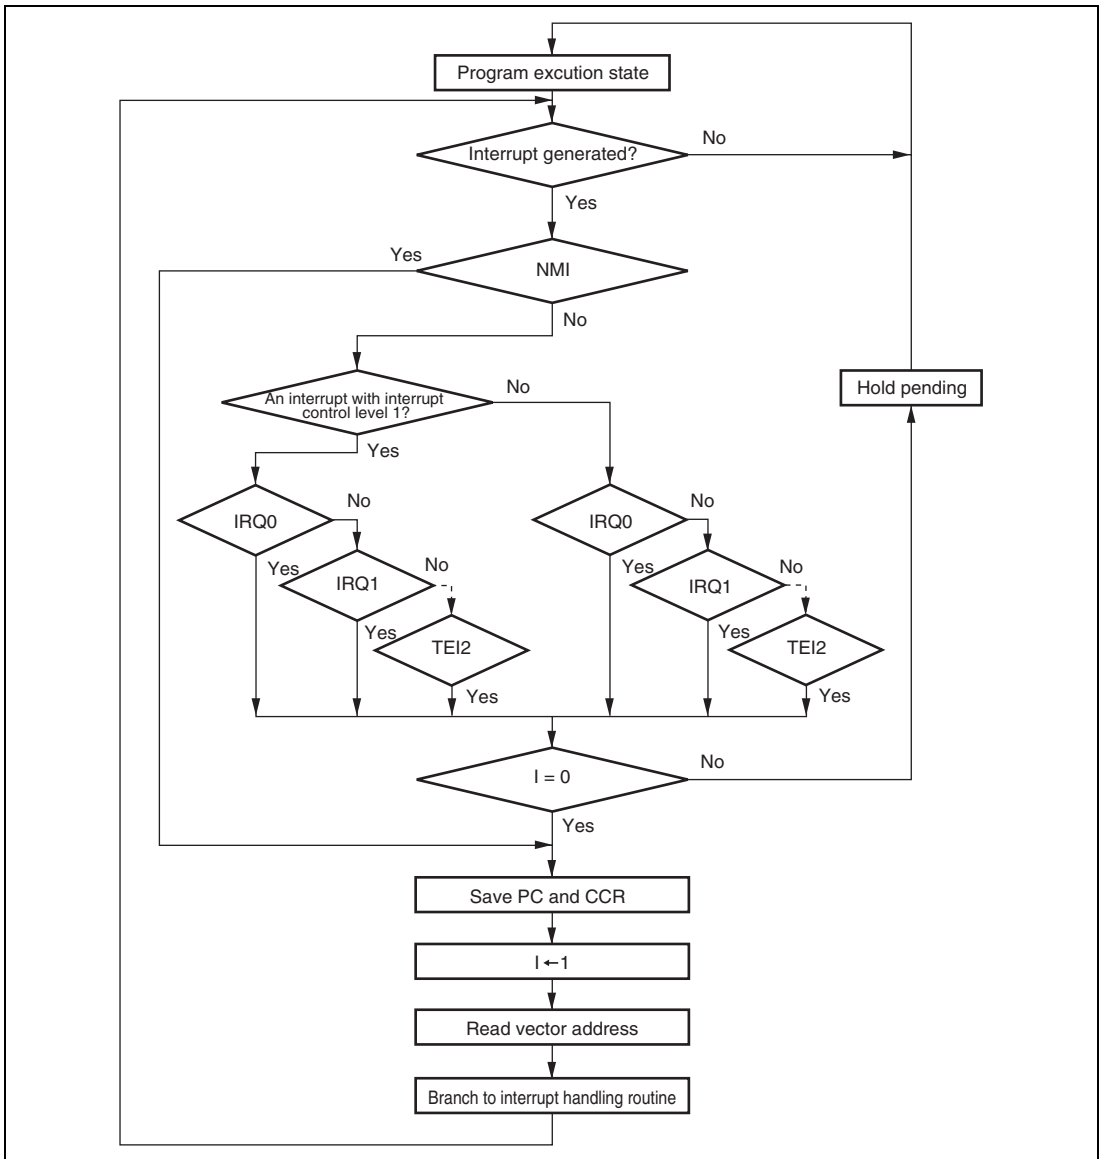 Program excution state
Interrupt generated?
No
Yes
Yes
NMI
No
An interrupt with interrupt
control level 1?
No
Hold pending
Yes
IRQ0
No
IRQ0
No
Yes
IRQ1
No
Yes
IRQ1
No
Yes
TEI2
Yes
TEI2
Yes
Yes
I = 0
No
Yes
Save PC and CCR
I ←1
Read vector address
Branch to interrupt handling routine